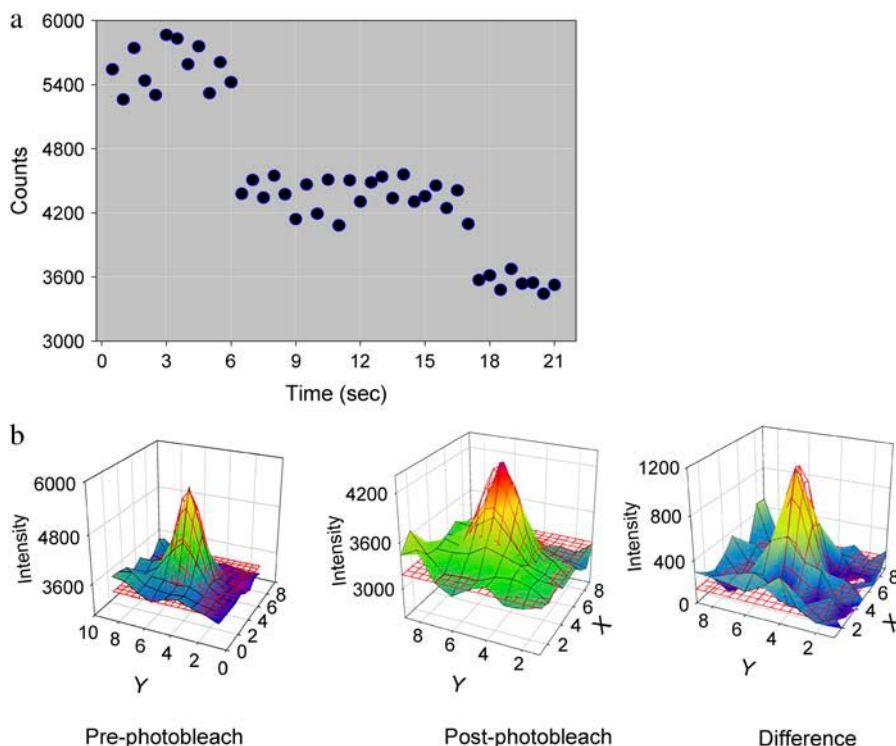 a
6000
5400
4800
4200
3600
3000
Counts
0 3 6 9 12 15 18 21
Time (sec)
b
6000
4800
3600
Intensity
10 8 6 4 2 0
0 2 4 6 8
Y
Pre-photobleach
4200
3600
3000
Intensity
8 6 4 2
2 4 6 8
Y
X
Post-photobleach
1200
800
400
0
Intensity
8 6 4 2
2 4 6 8
Y
X
Difference